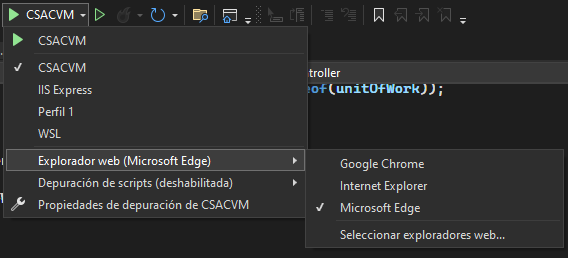 CSACVM
CSACVM
CSACVM
IIS Express
Perfil 1
WSL
Explorador web (Microsoft Edge)
Depuración de scripts (deshabilitada)
Propiedades de depuración de CSACVM
ntroller
eof(unitOfWork));
Google Chrome
Internet Explorer
Microsoft Edge
Seleccionar exploradores web...